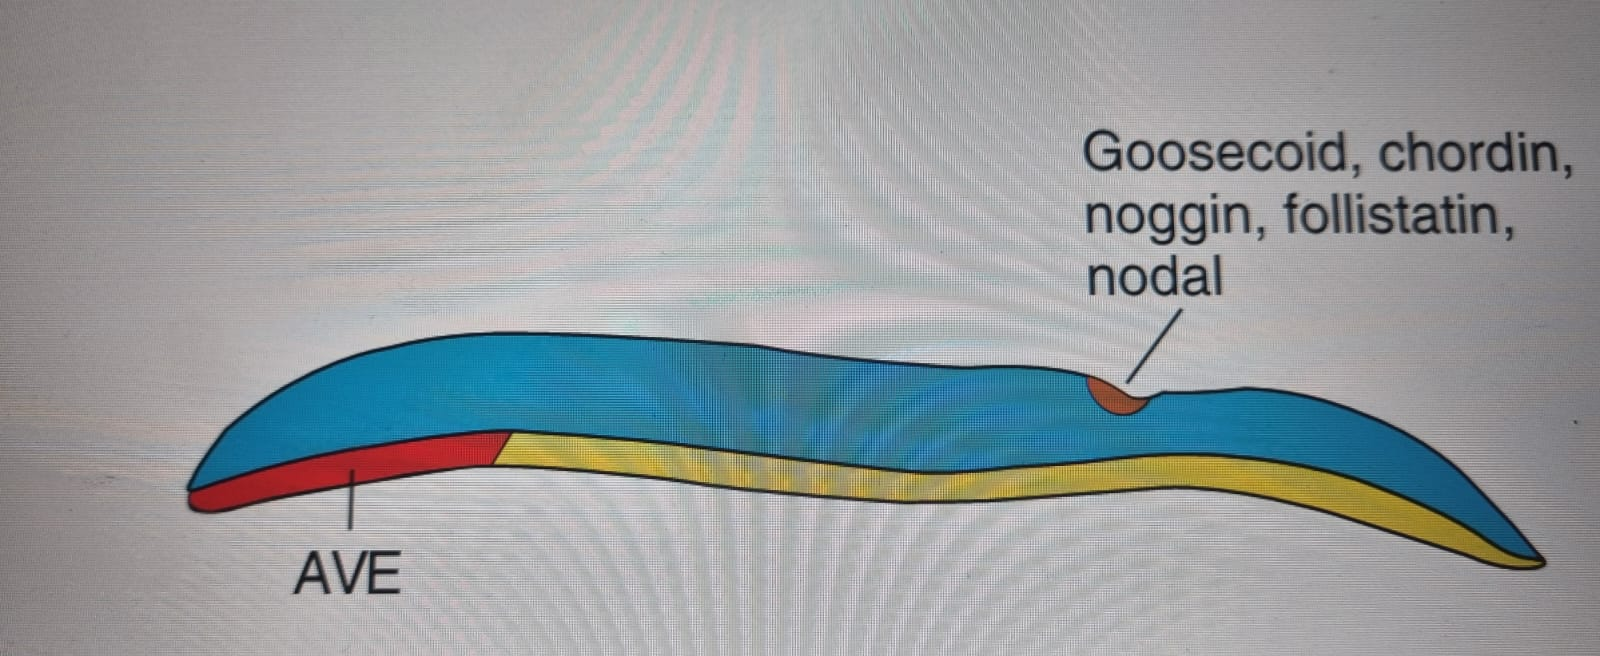 Goosecoid, chordin,
noggin, follistatin,
nodal
AVE